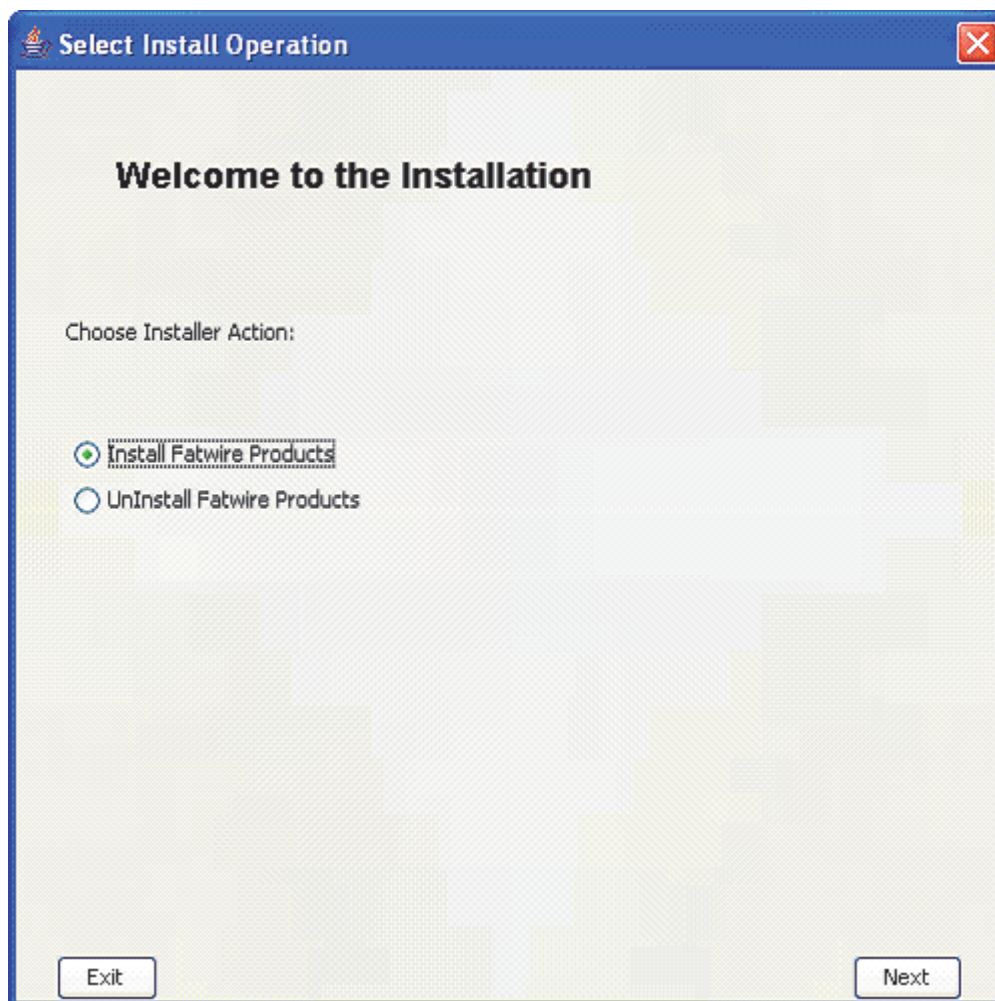 Select Install Operation
Welcome to the Installation
Choose Installer Action:
Install Fatwire Products
UnInstall Fatwire Products
Exit Next